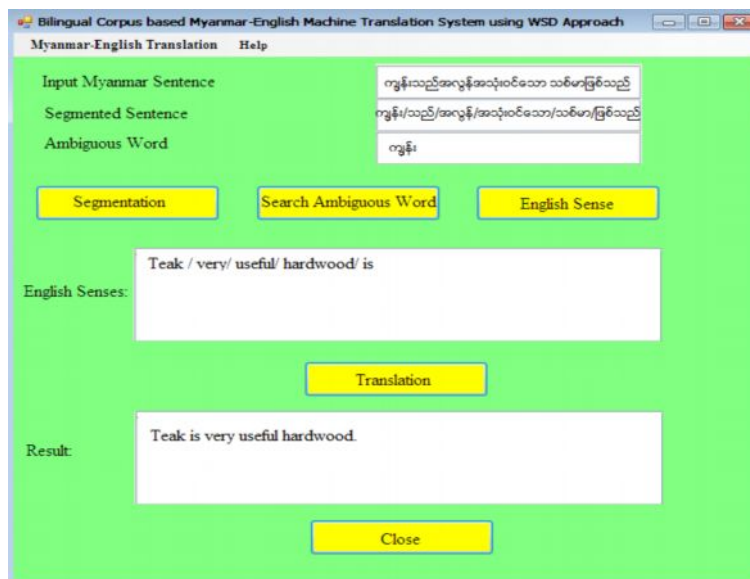 Bilingual Corpus based Myanmar-English Machine Translation System using WSD Approach
Myanmar-English Translation Help
Input Myanmar Sentence ကျွန်းသည်အလွန်အသုံးဝင်သော သစ်မာဖြစ်သည်
Segmented Sentence ကျွန်း/သည်/အလွန်/အသုံးဝင်သော/သစ်မာ/ဖြစ်သည်
Ambiguous Word ကျွန်း
Segmentation Search Ambiguous Word English Sense
English Senses: Teak / very/ useful/ hardwood/ is
Translation
Result: Teak is very useful hardwood.
Close